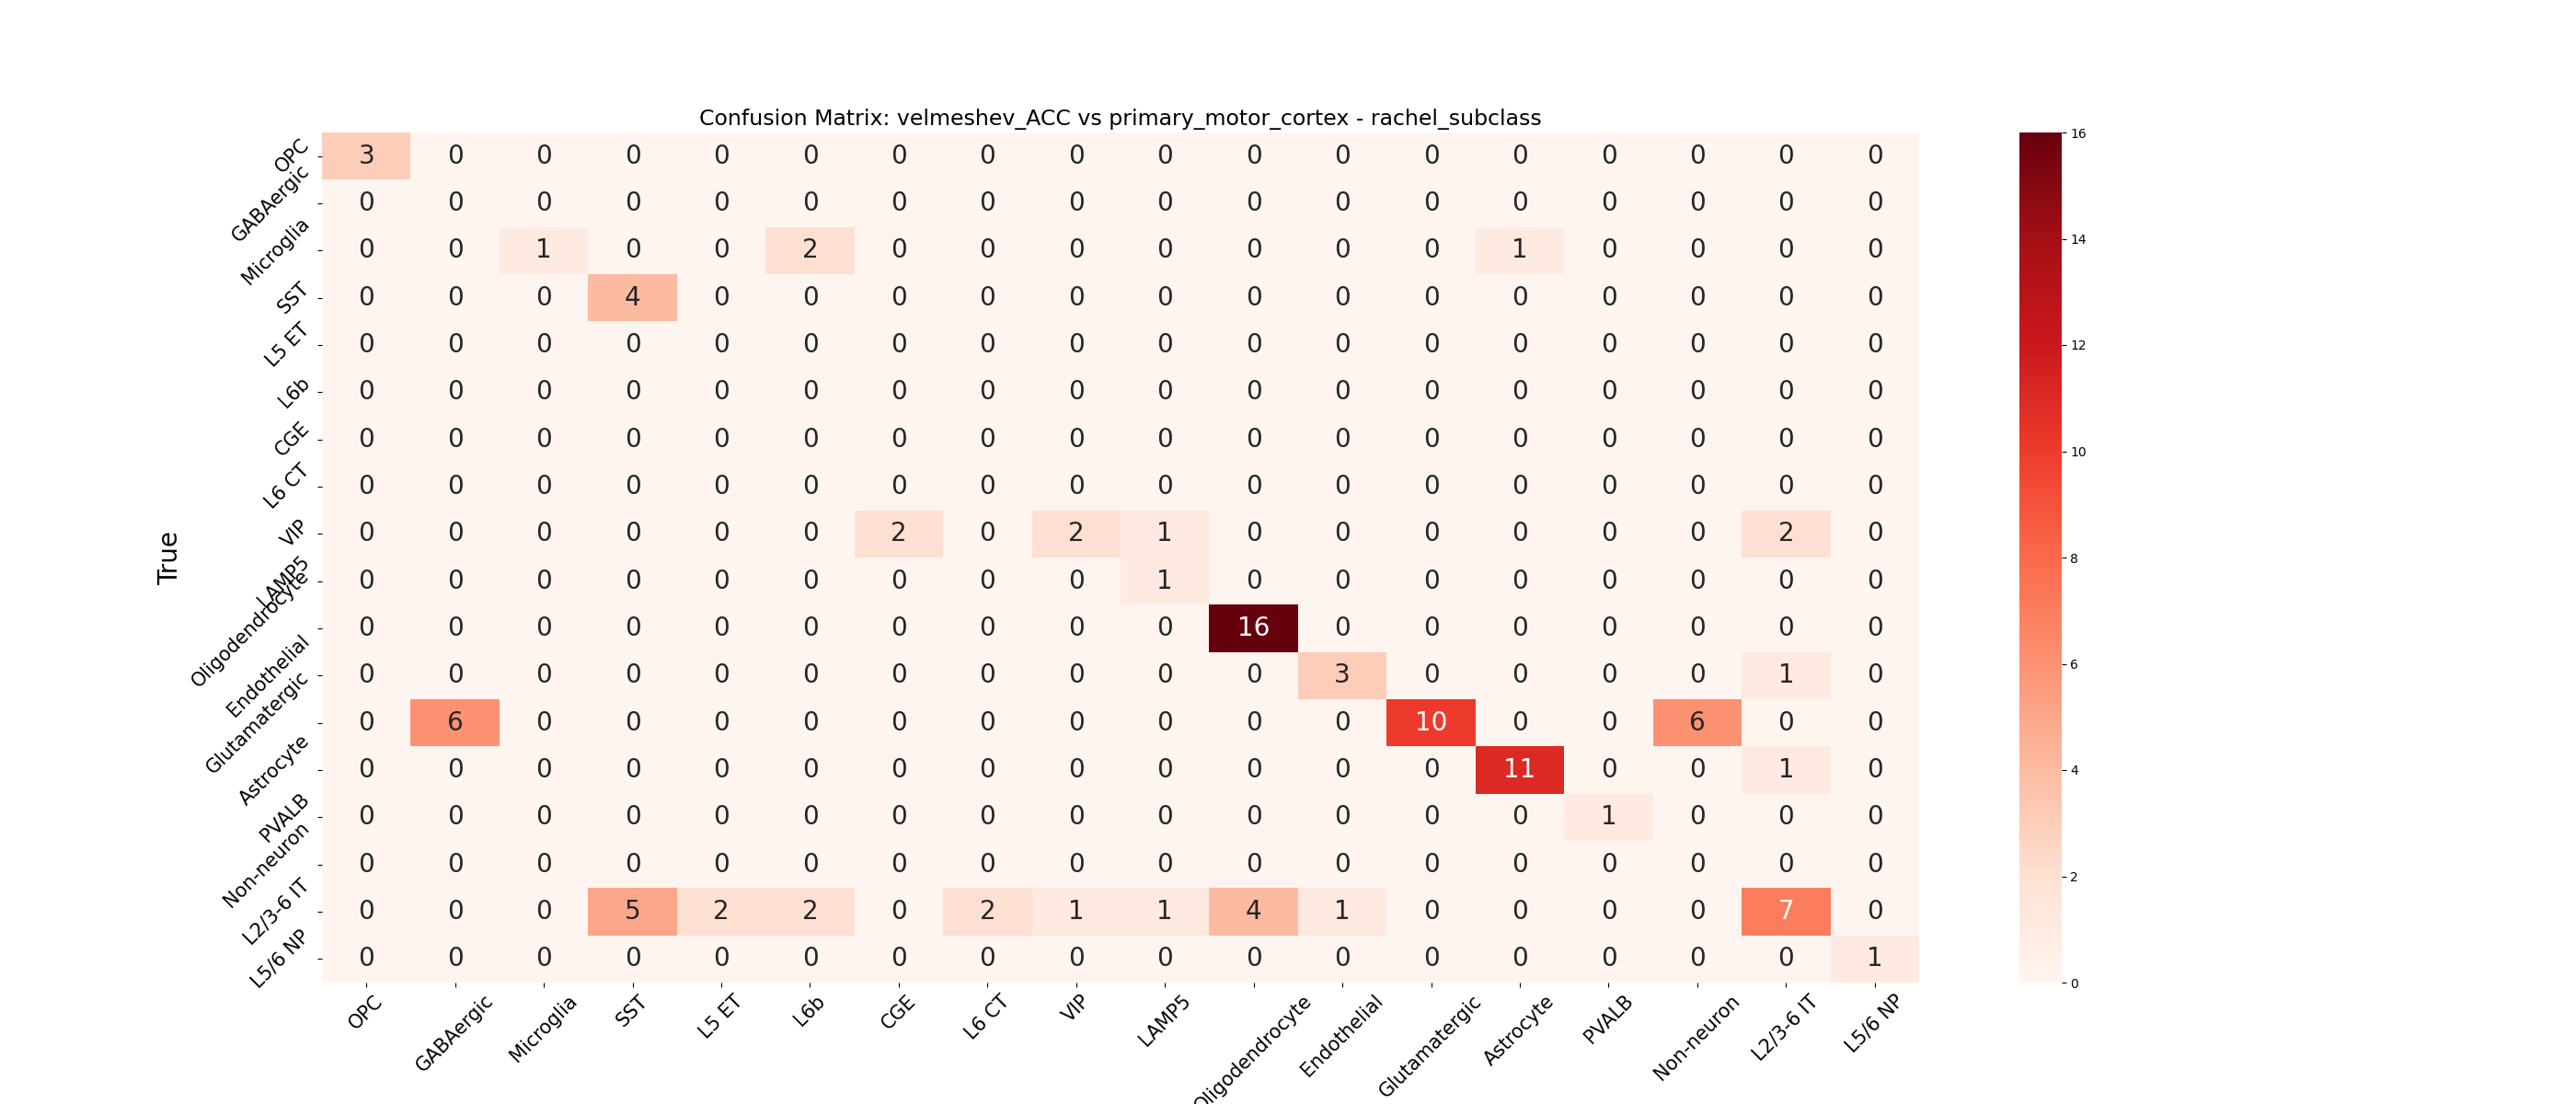 Confusion Matrix: velmeshev_ACC vs primary_motor_cortex - rachel_subclass
True
OPC 3 0 0 0 0 0 0 0 0 0 0 0 0 0 0 0 0 0
GABAergic 0 0 0 0 0 0 0 0 0 0 0 0 0 0 0 0 0 0
Microglia 0 0 1 0 0 2 0 0 0 0 0 0 0 1 0 0 0 0
SST 0 0 0 4 0 0 0 0 0 0 0 0 0 0 0 0 0 0
L5 ET 0 0 0 0 0 0 0 0 0 0 0 0 0 0 0 0 0 0
L6b 0 0 0 0 0 0 0 0 0 0 0 0 0 0 0 0 0 0
CGE 0 0 0 0 0 0 0 0 0 0 0 0 0 0 0 0 0 0
L6 CT 0 0 0 0 0 0 0 0 0 0 0 0 0 0 0 0 0 0
VIP 0 0 0 0 0 0 2 0 2 1 0 0 0 0 0 0 2 0
LAMP5 0 0 0 0 0 0 0 0 0 1 0 0 0 0 0 0 0 0
Oligodendrocyte 0 0 0 0 0 0 0 0 0 0 16 0 0 0 0 0 0 0
Endothelial 0 0 0 0 0 0 0 0 0 0 0 3 0 0 0 0 1 0
Glutamatergic 0 6 0 0 0 0 0 0 0 0 0 0 10 0 0 6 0 0
Astrocyte 0 0 0 0 0 0 0 0 0 0 0 0 0 11 0 0 1 0
PVALB 0 0 0 0 0 0 0 0 0 0 0 0 0 0 1 0 0 0
Non-neuron 0 0 0 0 0 0 0 0 0 0 0 0 0 0 0 0 0 0
L2/3-6 IT 0 0 0 5 2 2 0 2 1 1 4 1 0 0 0 0 7 0
L5/6 NP 0 0 0 0 0 0 0 0 0 0 0 0 0 0 0 0 0 1
OPC GABAergic Microglia SST L5 ET L6b CGE L6 CT VIP LAMP5 Oligodendrocyte Endothelial Glutamatergic Astrocyte PVALB Non-neuron L2/3-6 IT L5/6 NP
16
14
12
10
8
6
4
2
0